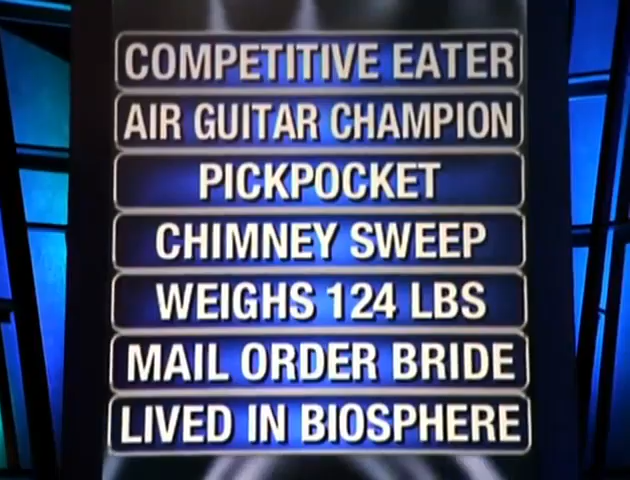 COMPETITIVE EATER
AIR GUITAR CHAMPION
PICKPOCKET
CHIMNEY SWEEP
WEIGHS 124 LBS
MAIL ORDER BRIDE
LIVED IN BIOSPHERE